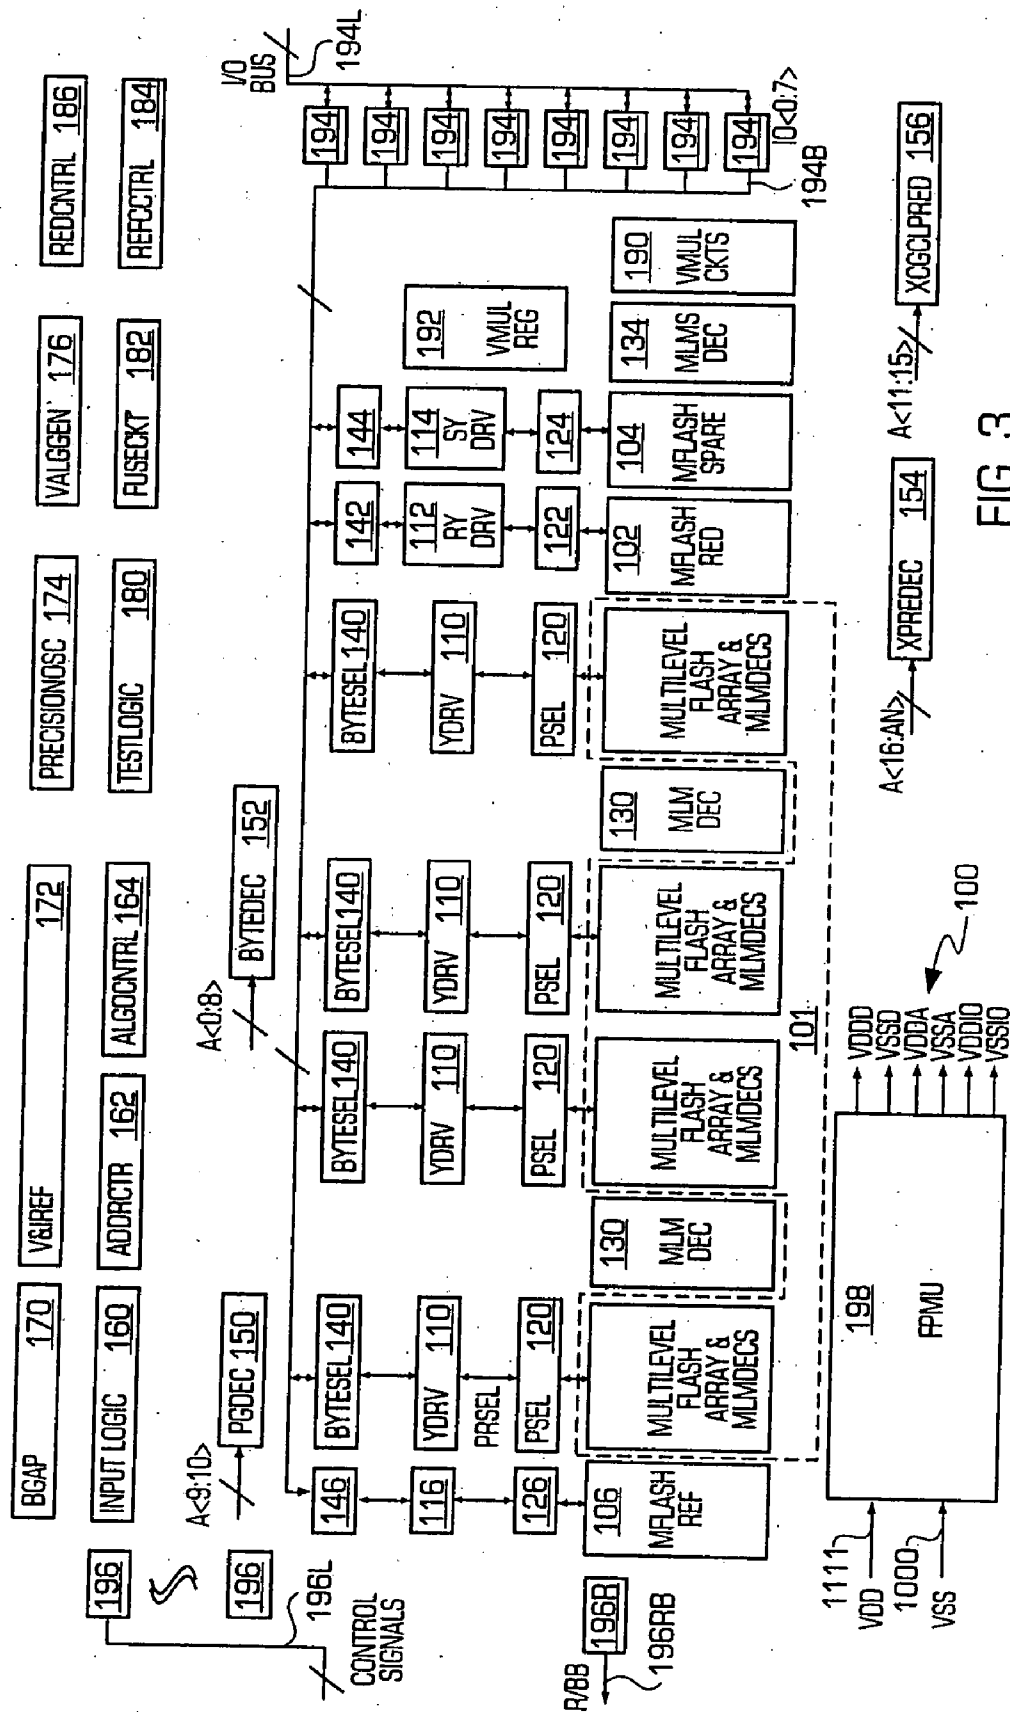 BGAP 170
V&IREF 172
PRECISIONOSC 174
VALGGEN 176
REDCNTRL 186
196
INPUT LOGIC 160
ADDRCTR 162
ALGOCNTRL 164
TESTLOGIC 180
FUSECKT 182
REFCCTRL 184
196
A<9:10>
PGDEC 150
A<0:8>
BYTEDEC 152
196L
CONTROL
SIGNALS
I/O
BUS
194L
146
BYTESEL 140
BYTESEL 140
BYTESEL 140
BYTESEL 140
142
144
194
194
194
194
194
194
194
194
IO<0:7>
194B
116
YDRV 110
YDRV 110
YDRV 110
YDRV 110
112
RY
DRV
114
SY
DRV
192
VMUL
REG
PRSEL
126
PSEL 120
PSEL 120
PSEL 120
PSEL 120
122
124
R/BB
196R
196RB
106
MFLASH
REF
MULTILEVEL
FLASH
ARRAY &
MLMDECS
130
MLM
DEC
MULTILEVEL
FLASH
ARRAY &
MLMDECS
MULTILEVEL
FLASH
ARRAY &
MLMDECS
130
MLM
DEC
MULTILEVEL
FLASH
ARRAY &
MLMDECS
102
MFLASH
RED
104
MFLASH
SPARE
134
MLMS
DEC
190
VMUL
CKTS
101
1111
VDD
1000
VSS
198
FPMU
VDDD
VSSD
VDDA
VSSA
VDDIO
VSSIO
100
A<16:AN>
XPREDEC 154
A<11:15>
XCGCLPRED 156
FIG. 3